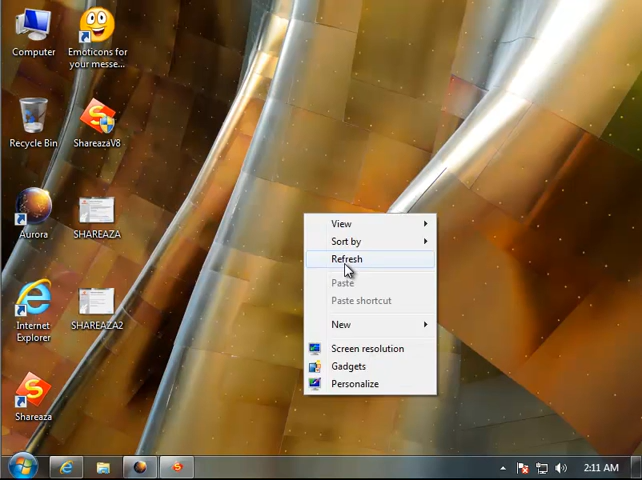 Computer
Emoticons for
your messe...
Recycle Bin
ShareazaV8
Aurora
SHAREAZA
Internet
Explorer
SHAREAZA2
Shareaza
View
Sort by
Refresh
Paste
Paste shortcut
New
Screen resolution
Gadgets
Personalize
2:11 AM